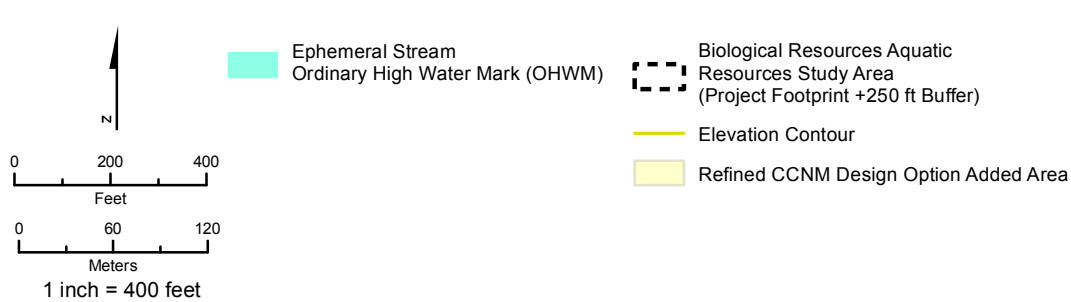 N
0 200 400
Feet
0 60 120
Meters
1 inch = 400 feet
Ephemeral Stream
Ordinary High Water Mark (OHWM)
Biological Resources Aquatic
Resources Study Area
(Project Footprint +250 ft Buffer)
Elevation Contour
Refined CCNM Design Option Added Area